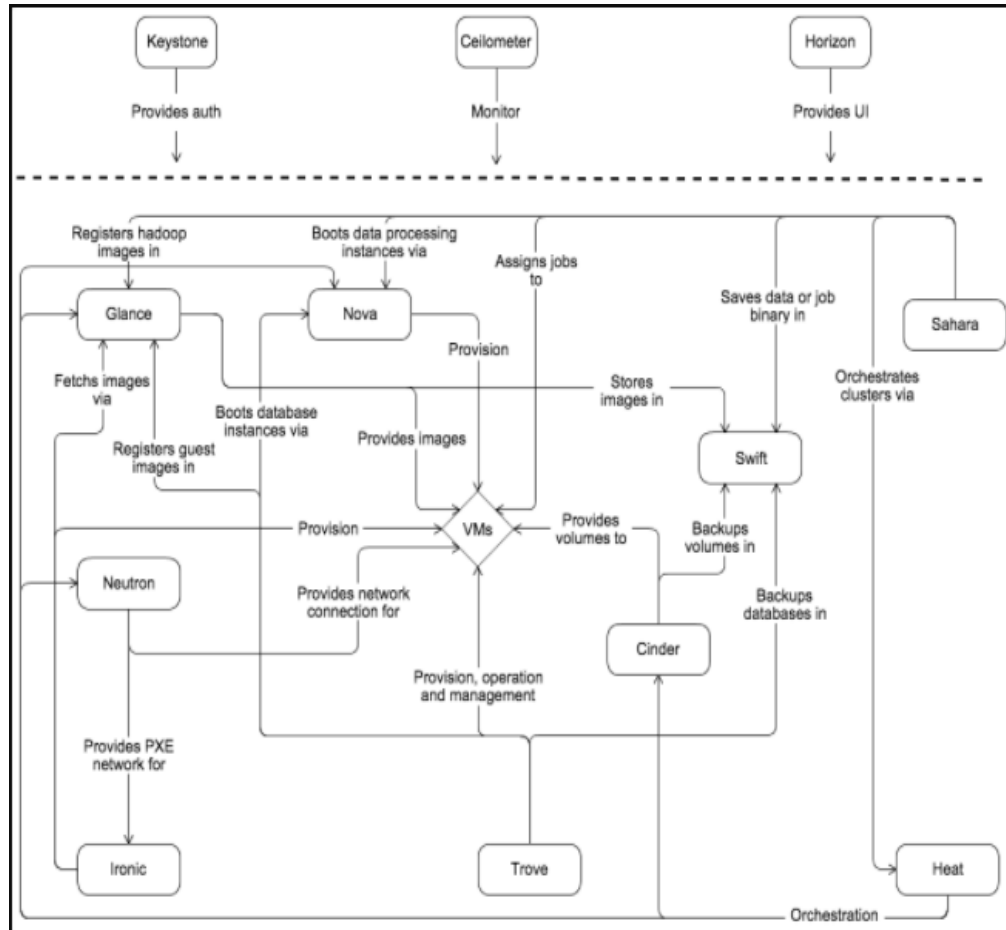 Keystone
Ceilometer
Horizon
Provides auth
Monitor
Provides UI
Registers hadoop
images in
Boots data processing
instances via
Assigns jobs
to
Saves data or job
binary in
Glance
Nova
Sahara
Provision
Fetchs images
via
Stores
images in
Orchestrates
clusters via
Boots database
instances via
Provides images
Registers guest
images in
Swift
Provision
VMs
Provides
volumes to
Backups
volumes in
Neutron
Provides network
connection for
Backups
databases in
Cinder
Provision, operation
and management
Provides PXE
network for
Ironic
Trove
Heat
Orchestration